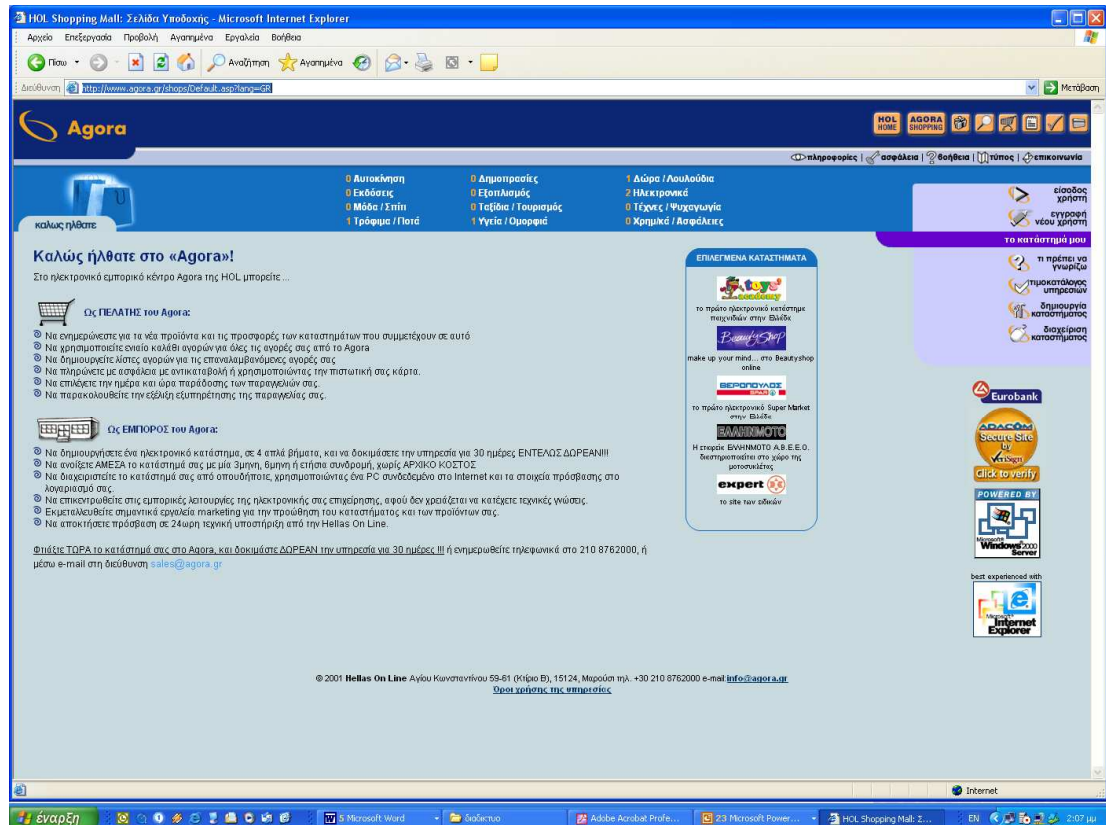 HOL Shopping Mall: Σελίδα Υποδοχής - Microsoft Internet Explorer
Αρχείο Επεξεργασία Προβολή Αγαπημένα Εργαλεία Βοήθεια
Πίσω Αναζήτηση Αγαπημένα
Διεύθυνση http://www.agora.gr/shops/Default.asp?lang=GR Μετάβαση
Agora
HOL HOME AGORA SHOPPING
πληροφορίες | ασφάλεια | βοήθεια | τύπος | επικοινωνία
0 Αυτοκίνηση 0 Δημοπρασίες 1 Δώρα / Λουλούδια
0 Εκδόσεις 0 Εξοπλισμός 2 Ηλεκτρονικά
0 Μόδα / Σπίτι 0 Ταξίδια / Τουρισμός 0 Τέχνες / Ψυχαγωγία
1 Τρόφιμα / Ποτά 1 Υγεία / Ομορφιά 0 Χρημ/κά / Ασφάλειες
καλως ηλθατε
είσοδος χρήστη
εγγραφή νέου χρήστη
το κατάστημά μου
τι πρέπει να γνωρίζω
τιμοκατάλογος υπηρεσιών
δημιουργία καταστήματος
διαχείριση καταστήματος
Καλώς ήλθατε στο «Agora»!
Στο ηλεκτρονικό εμπορικό κέντρο Agora της HOL μπορείτε ...
Ως ΠΕΛΑΤΗΣ του Agora:
Να ενημερώνεστε για τα νέα προϊόντα και τις προσφορές των καταστημάτων που συμμετέχουν σε αυτό
Να χρησιμοποιείτε ενιαίο καλάθι αγορών για όλες τις αγορές σας από το Agora
Να δημιουργείτε λίστες αγορών για τις επαναλαμβανόμενες αγορές σας
Να πληρώνετε με ασφάλεια με αντικαταβολή ή χρησιμοποιώντας την πιστωτική σας κάρτα.
Να επιλέγετε την ημέρα και ώρα παράδοσης των παραγγελιών σας.
Να παρακολουθείτε την εξέλιξη εξυπηρέτησης της παραγγελίας σας.
Ως ΕΜΠΟΡΟΣ του Agora:
Να δημιουργήσετε ένα ηλεκτρονικό κατάστημα, σε 4 απλά βήματα, και να δοκιμάσετε την υπηρεσία για 30 ημέρες ΕΝΤΕΛΩΣ ΔΩΡΕΑΝ!!!
Να ανοίξετε ΑΜΕΣΑ το κατάστημά σας με μία 3μηνη, 6μηνη ή ετήσια συνδρομή, χωρίς ΑΡΧΙΚΟ ΚΟΣΤΟΣ
Να διαχειριστείτε το κατάστημά σας από οπουδήποτε, χρησιμοποιώντας ένα PC συνδεδεμένο στο Internet και τα στοιχεία πρόσβασης στο
λογαριασμό σας.
Να επικεντρωθείτε στις εμπορικές λειτουργίες της ηλεκτρονικής σας επιχείρησης, αφού δεν χρειάζεται να κατέχετε τεχνικές γνώσεις.
Εκμεταλλευθείτε σημαντικά εργαλεία marketing για την προώθηση του καταστήματος και των προϊόντων σας.
Να αποκτήσετε πρόσβαση σε 24ωρη τεχνική υποστήριξη από την Hellas On Line.
Φτιάξτε ΤΩΡΑ το κατάστημά σας στο Agora, και δοκιμάστε ΔΩΡΕΑΝ την υπηρεσία για 30 ημέρες !!! ή ενημερωθείτε τηλεφωνικά στο 210 8762000, ή
μέσω e-mail στη διεύθυνση sales@agora.gr
ΕΠΙΛΕΓΜΕΝΑ ΚΑΤΑΣΤΗΜΑΤΑ
toys' academy
το πρώτο ηλεκτρονικό κατάστημα
παιχνιδιών στην Ελλάδα
Beauty Shop
make up your mind... στο Beautyshop
online
ΒΕΡΟΠΟΥΛΟΣ
SPAR
το πρώτο ηλεκτρονικό Super Market
στην Ελλάδα
ΕΛΛΗΝΜΟΤΟ
Η εταιρεία ΕΛΛΗΝΜΟΤΟ Α.Β.Ε.Ε.Ο.
δραστηριοποιείται στο χώρο της
μοτοσυκλέτας
expert
το site των ειδικών
Eurobank
ADACOM
Secure Site
by
VeriSign
Click to verify
POWERED BY
Microsoft
Windows 2000
Server
best experienced with
Microsoft
Internet
Explorer
© 2001 Hellas On Line Αγίου Κωνσταντίνου 59-61 (Κτίριο Β), 15124, Μαρούσι τηλ. +30 210 8762000 e-mail:info@agora.gr
Όροι χρήσης της υπηρεσίας
Internet
έναρξη 5 Microsoft Word διαδικτυο Adobe Acrobat Profe... 23 Microsoft Power... HOL Shopping Mall: Σ... EN 2:07 μμ